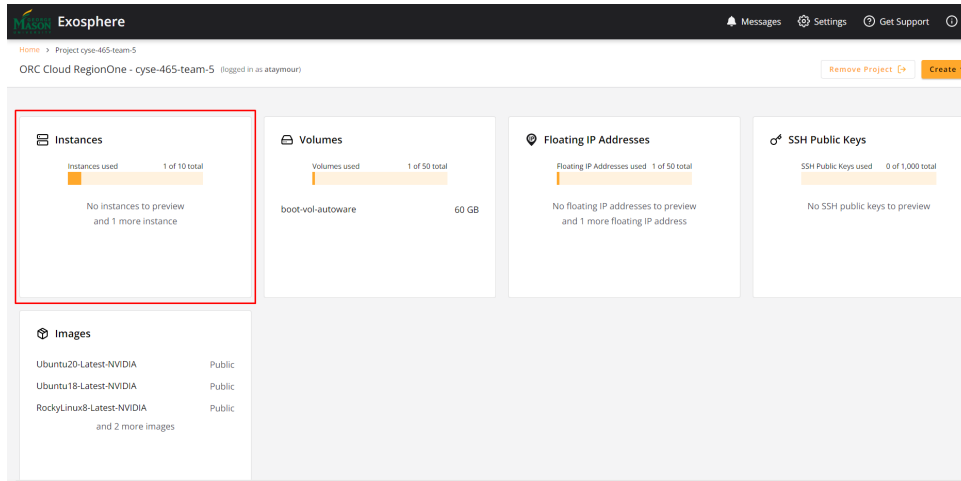 GEORGE
MASON
UNIVERSITY
Exosphere
Messages
Settings
Get Support
Home > Project cyse-465-team-5
ORC Cloud RegionOne - cyse-465-team-5 (logged in as ataymour)
Remove Project
Create
Instances
Instances used 1 of 10 total
No instances to preview
and 1 more instance
Volumes
Volumes used 1 of 50 total
boot-vol-autoware 60 GB
Floating IP Addresses
Floating IP Addresses used 1 of 50 total
No floating IP addresses to preview
and 1 more floating IP address
SSH Public Keys
SSH Public Keys used 0 of 1,000 total
No SSH public keys to preview
Images
Ubuntu20-Latest-NVIDIA Public
Ubuntu18-Latest-NVIDIA Public
RockyLinux8-Latest-NVIDIA Public
and 2 more images